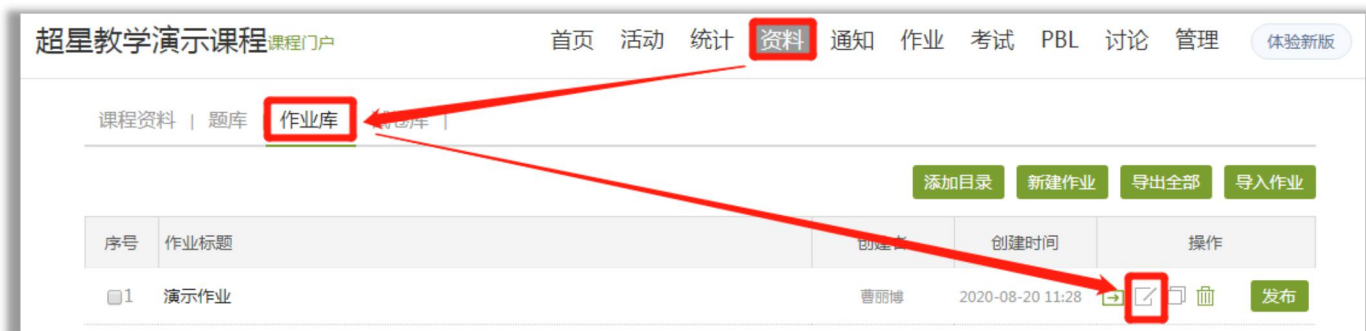 超星教学演示课程课程门户 首页 活动 统计 资料 通知 作业 考试 PBL 讨论 管理 体验新版
课程资料 | 题库 | 作业库 试卷库 |
添加目录 新建作业 导出全部 导入作业
序号 作业标题 创建者 创建时间 操作
1 演示作业 曹丽博 2020-08-20 11:28 发布